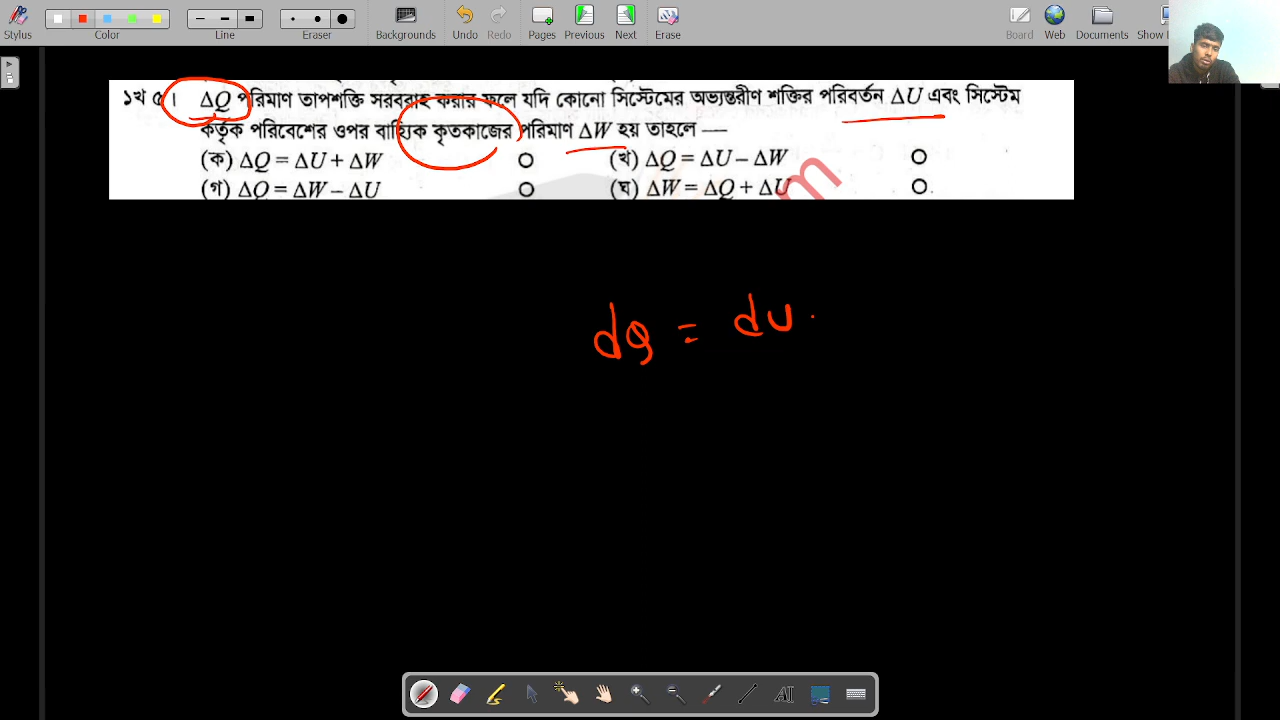 Stylus
Color
Line
Eraser
Backgrounds
Undo
Redo
Pages
Previous
Next
Erase
Board
Web
Documents
Show
১খ ৫। ΔQ পরিমাণ তাপশক্তি সরবরাহ করার ফলে যদি কোনো সিস্টেমের অভ্যন্তরীণ শক্তির পরিবর্তন ΔU এবং সিস্টেম
কর্তৃক পরিবেশের ওপর বাহ্যিক কৃতকাজের পরিমাণ ΔW হয় তাহলে —
(ক) ΔQ = ΔU + ΔW (খ) ΔQ = ΔU – ΔW
(গ) ΔQ = ΔW – ΔU (ঘ) ΔW = ΔQ + ΔU
m
dQ = dU
AI